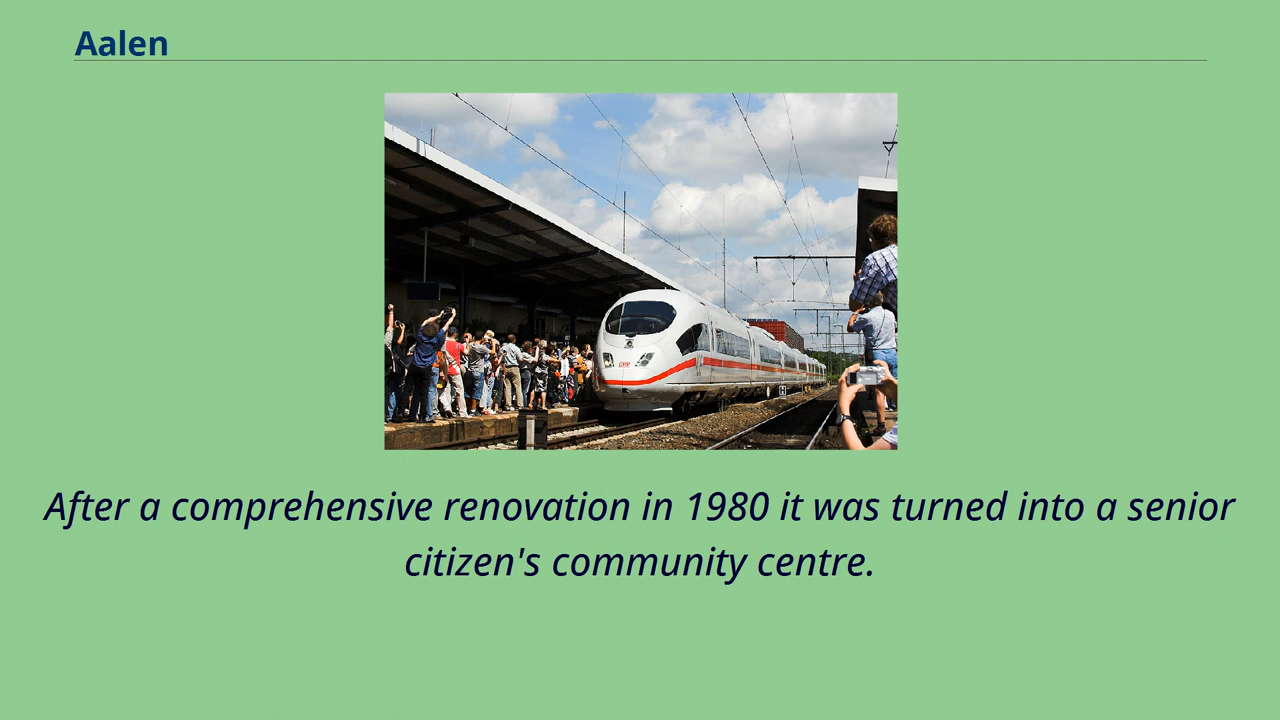 Aalen
After a comprehensive renovation in 1980 it was turned into a senior
citizen's community centre.